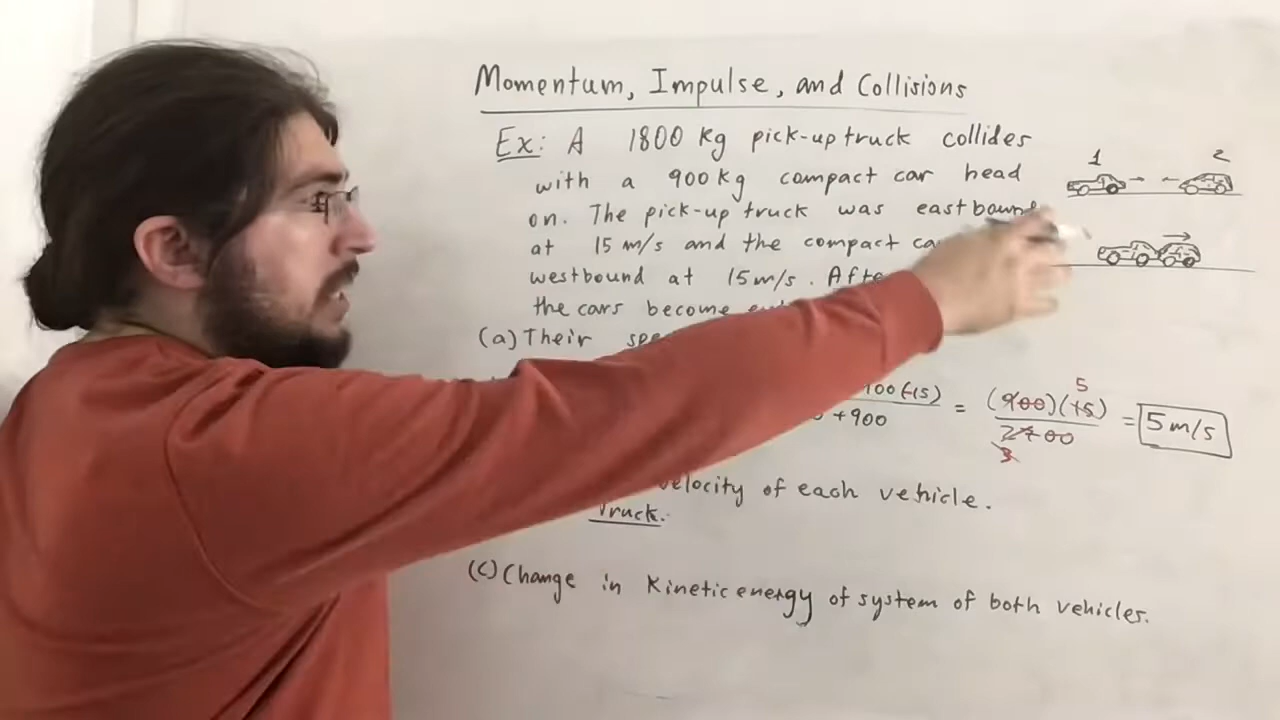 Momentum, Impulse, and Collisions
Ex: A 1800 kg pick-up truck collides
with a 900 kg compact car head
on. The pick-up truck was eastbound
at 15 m/s and the compact
westbound at 15 m/s.
the cars become
(a) Their
1 2
+900 = (900)(15) 5 / 2700 3 = 5 m/s
velocity of each vehicle.
Truck:
(c) Change in Kinetic energy of system of both vehicles.